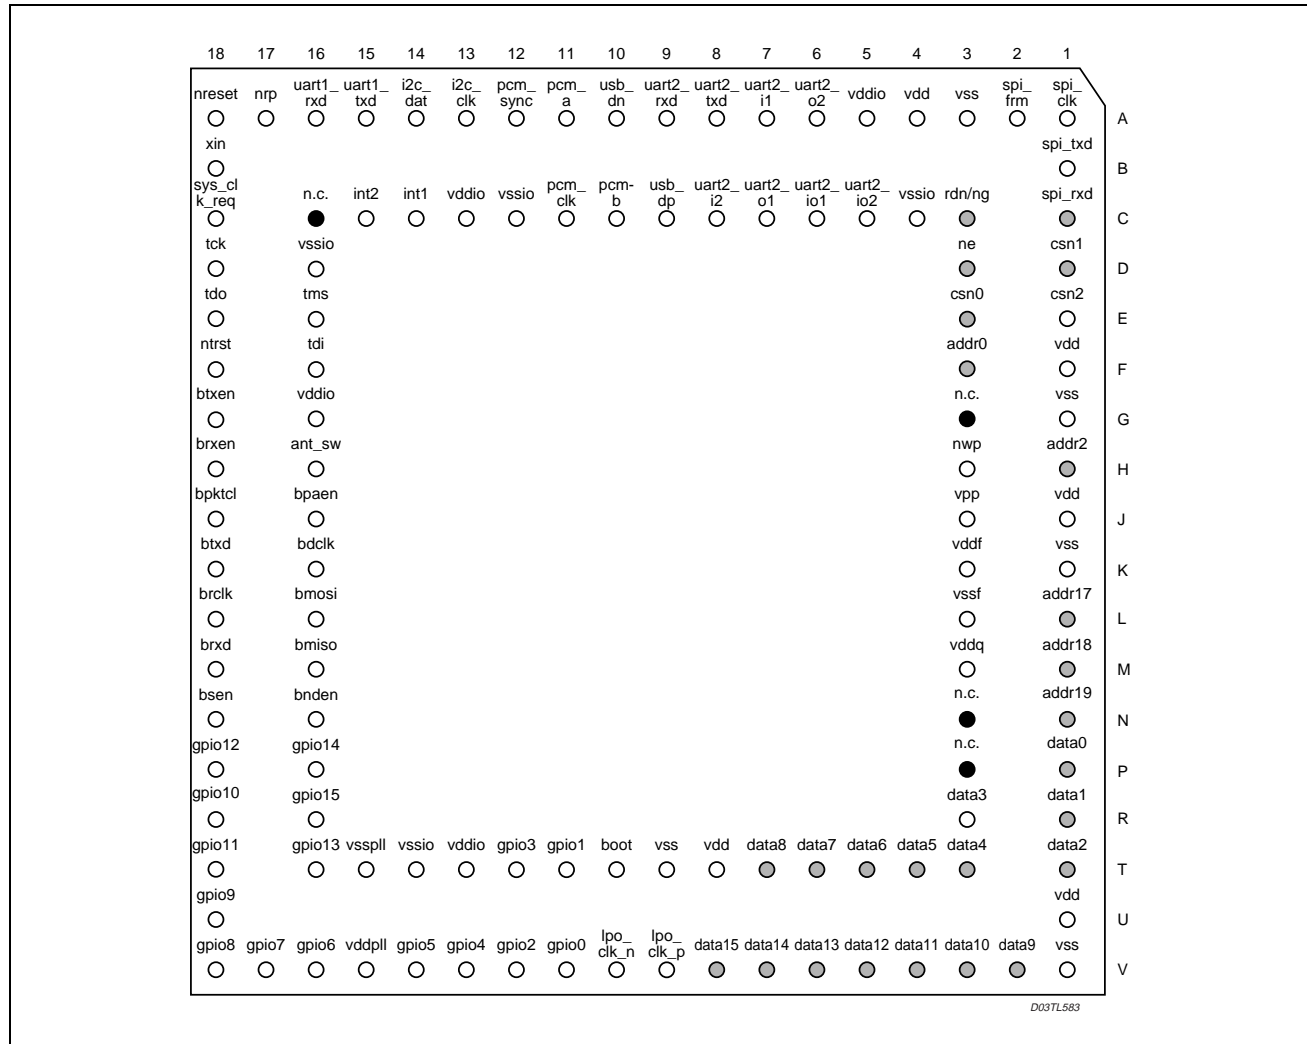 18 17 16 15 14 13 12 11 10 9 8 7 6 5 4 3 2 1
nreset nrp uart1_ rxd uart1_ txd i2c_ dat i2c_ clk pcm_ sync pcm_ a usb_ dn uart2_ rxd uart2_ txd uart2_ i1 uart2_ o2 vddio vdd vss spi_ frm spi_ clk A
xin spi_txd B
sys_cl k_req n.c. int2 int1 vddio vssio pcm_ clk pcm- b usb_ dp uart2_ i2 uart2_ o1 uart2_ io1 uart2_ io2 vssio rdn/ng spi_rxd C
tck vssio ne csn1 D
tdo tms csn0 csn2 E
ntrst tdi addr0 vdd F
btxen vddio n.c. vss G
brxen ant_sw nwp addr2 H
bpktcl bpaen vpp vdd J
btxd bdclk vddf vss K
brclk bmosi vssf addr17 L
brxd bmiso vddq addr18 M
bsen bnden n.c. addr19 N
gpio12 gpio14 n.c. data0 P
gpio10 gpio15 data3 data1 R
gpio11 gpio13 vsspll vssio vddio gpio3 gpio1 boot vss vdd data8 data7 data6 data5 data4 data2 T
gpio9 vdd U
gpio8 gpio7 gpio6 vddpll gpio5 gpio4 gpio2 gpio0 lpo_ clk_n lpo_ clk_p data15 data14 data13 data12 data11 data10 data9 vss V
D03TL583